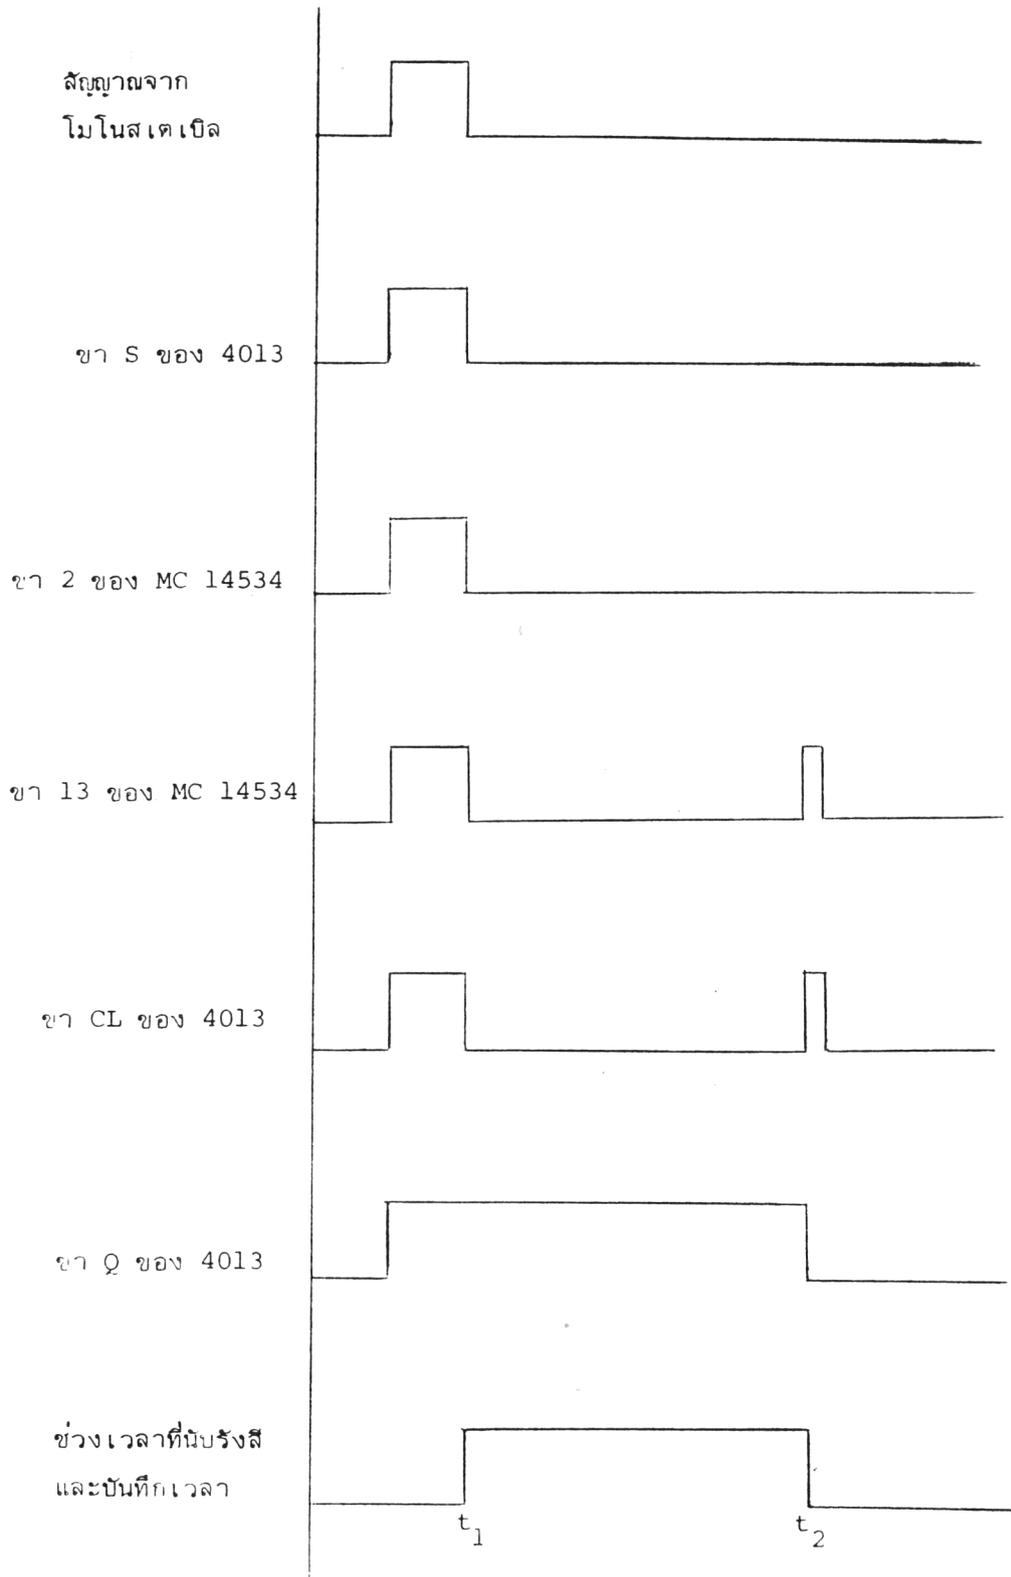 สัญญาณจาก
โมโนสเตเบิล
ขา S ของ 4013
ขา 2 ของ MC 14534
ขา 13 ของ MC 14534
ขา CL ของ 4013
ขา Q ของ 4013
ช่วงเวลาที่นับรังสี
และบันทึกเวลา
t1 t2